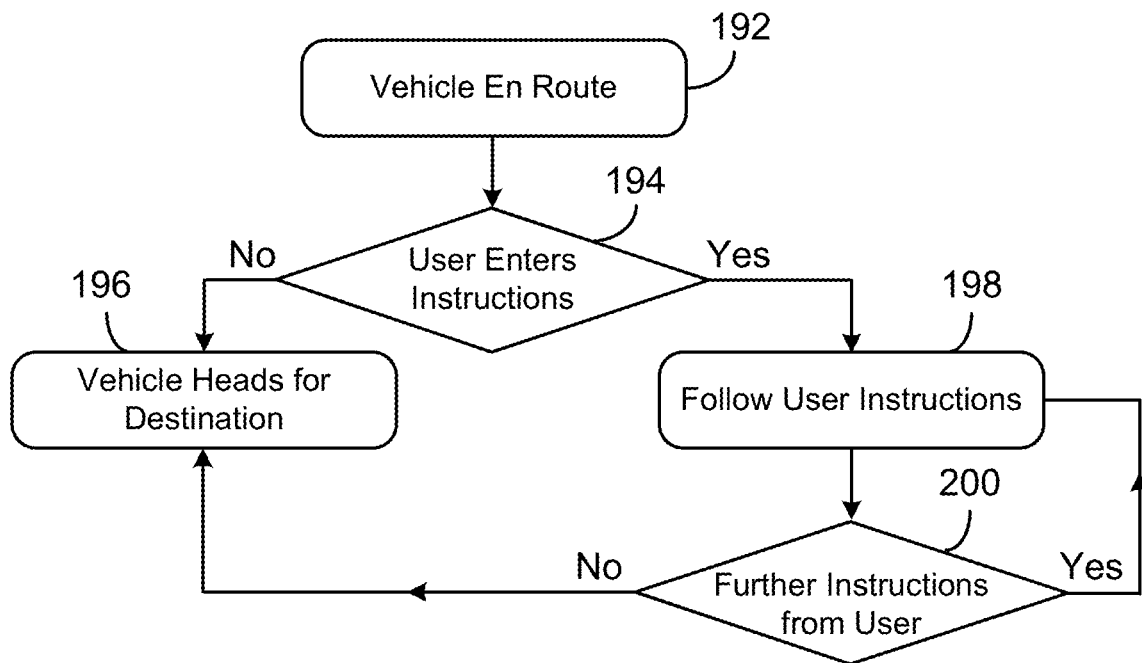 192
Vehicle En Route
194
No
User Enters
Instructions
Yes
196
198
Vehicle Heads for
Destination
Follow User Instructions
200
No
Further Instructions
from User
Yes